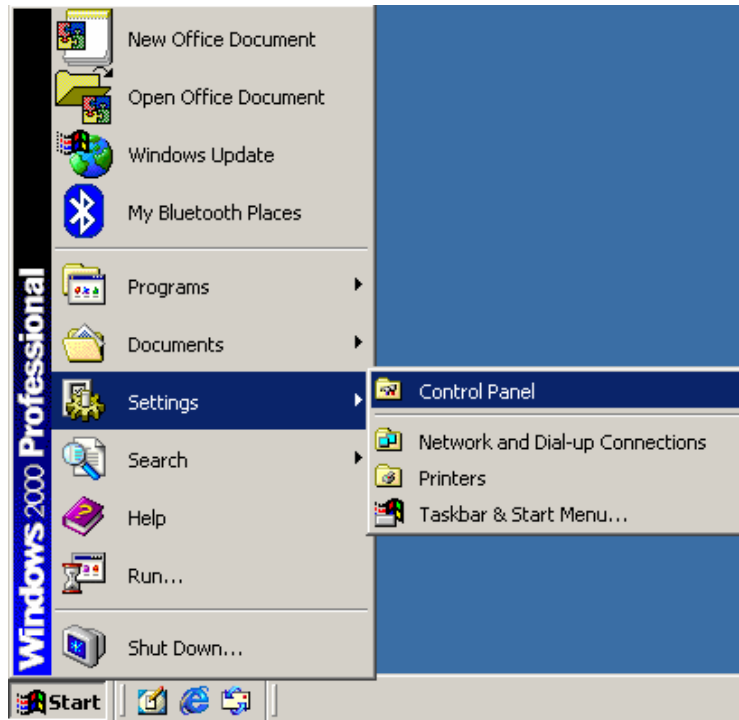 New Office Document
Open Office Document
Windows Update
My Bluetooth Places
Programs
Documents
Settings
Search
Help
Run...
Shut Down...
Control Panel
Network and Dial-up Connections
Printers
Taskbar & Start Menu...
Windows 2000 Professional
Start